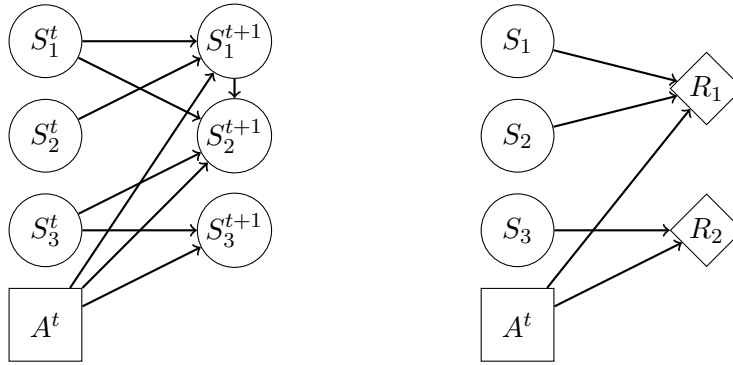 S_1^t S_1^{t+1} S_1 R_1
S_2^t S_2^{t+1} S_2
S_3^t S_3^{t+1} S_3 R_2
A^t A^t